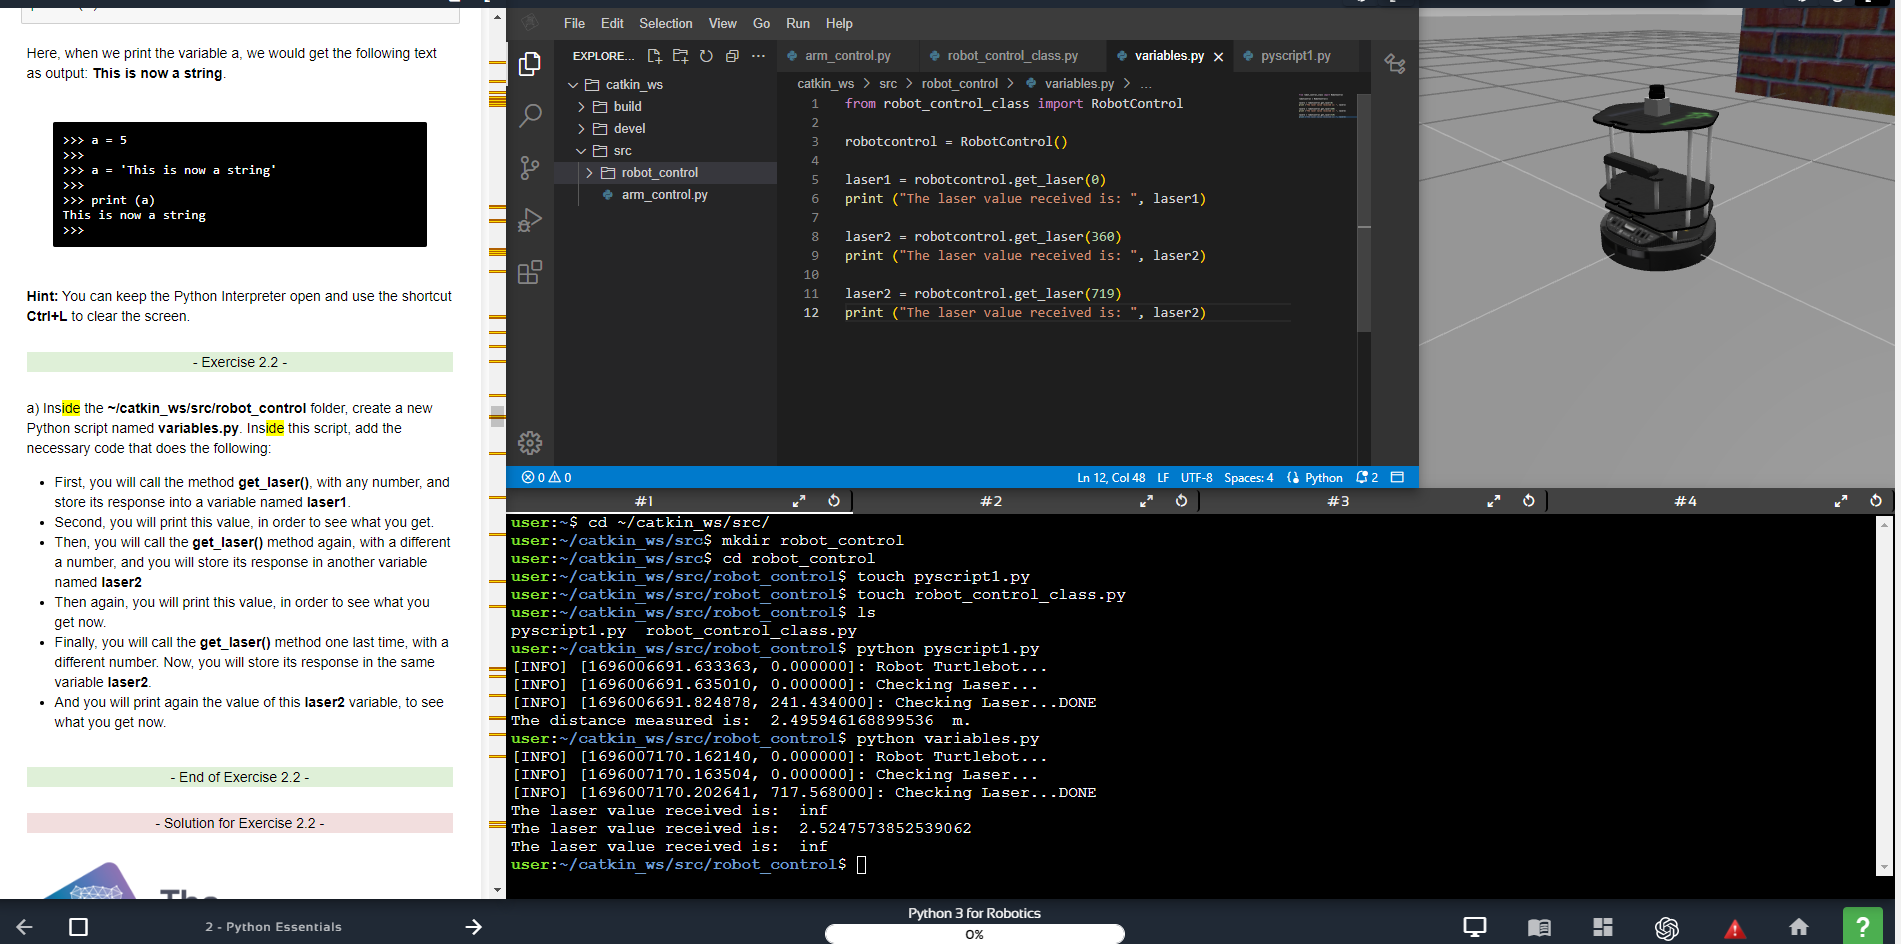 Here, when we print the variable a, we would get the following text
as output: This is now a string.
>>> a = 5
>>>
>>> a = 'This is now a string'
>>>
>>> print (a)
This is now a string
>>>
Hint: You can keep the Python Interpreter open and use the shortcut
Ctrl+L to clear the screen.
- Exercise 2.2 -
a) Inside the ~/catkin_ws/src/robot_control folder, create a new
Python script named variables.py. Inside this script, add the
necessary code that does the following:
• First, you will call the method get_laser(), with any number, and
store its response into a variable named laser1.
• Second, you will print this value, in order to see what you get.
• Then, you will call the get_laser() method again, with a different
a number, and you will store its response in another variable
named laser2
• Then again, you will print this value, in order to see what you
get now.
• Finally, you will call the get_laser() method one last time, with a
different number. Now, you will store its response in the same
variable laser2.
• And you will print again the value of this laser2 variable, to see
what you get now.
- End of Exercise 2.2 -
- Solution for Exercise 2.2 -
File Edit Selection View Go Run Help
EXPLORE...
catkin_ws
build
devel
src
robot_control
arm_control.py
arm_control.py robot_control_class.py variables.py pyscript1.py
catkin_ws > src > robot_control > variables.py > ...
1 from robot_control_class import RobotControl
2
3 robotcontrol = RobotControl()
4
5 laser1 = robotcontrol.get_laser(0)
6 print ("The laser value received is: ", laser1)
7
8 laser2 = robotcontrol.get_laser(360)
9 print ("The laser value received is: ", laser2)
10
11 laser2 = robotcontrol.get_laser(719)
12 print ("The laser value received is: ", laser2)
0 0 Ln 12, Col 48 LF UTF-8 Spaces: 4 Python 2
#1 #2 #3 #4
user:~$ cd ~/catkin_ws/src/
user:~/catkin_ws/src$ mkdir robot_control
user:~/catkin_ws/src$ cd robot_control
user:~/catkin_ws/src/robot_control$ touch pyscript1.py
user:~/catkin_ws/src/robot_control$ touch robot_control_class.py
user:~/catkin_ws/src/robot_control$ ls
pyscript1.py robot_control_class.py
user:~/catkin_ws/src/robot_control$ python pyscript1.py
[INFO] [1696006691.633363, 0.000000]: Robot Turtlebot...
[INFO] [1696006691.635010, 0.000000]: Checking Laser...
[INFO] [1696006691.824878, 241.434000]: Checking Laser...DONE
The distance measured is: 2.495946168899536 m.
user:~/catkin_ws/src/robot_control$ python variables.py
[INFO] [1696007170.162140, 0.000000]: Robot Turtlebot...
[INFO] [1696007170.163504, 0.000000]: Checking Laser...
[INFO] [1696007170.202641, 717.568000]: Checking Laser...DONE
The laser value received is: inf
The laser value received is: 2.5247573852539062
The laser value received is: inf
user:~/catkin_ws/src/robot_control$
2 - Python Essentials
Python 3 for Robotics
0%
?